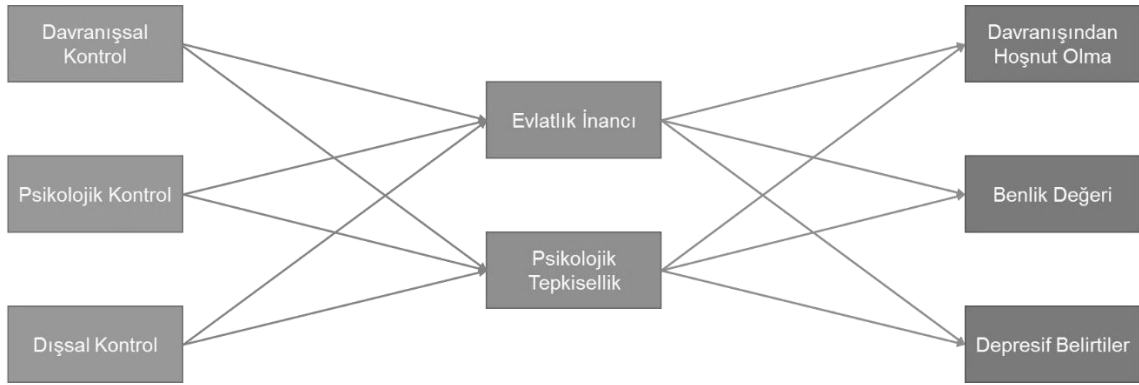 Davranışsal
Kontrol
Davranışından
Hoşnut Olma
Evlatlık İnancı
Psikolojik Kontrol
Benlik Değeri
Psikolojik
Tepkisellik
Dışsal Kontrol
Depresif Belirtiler